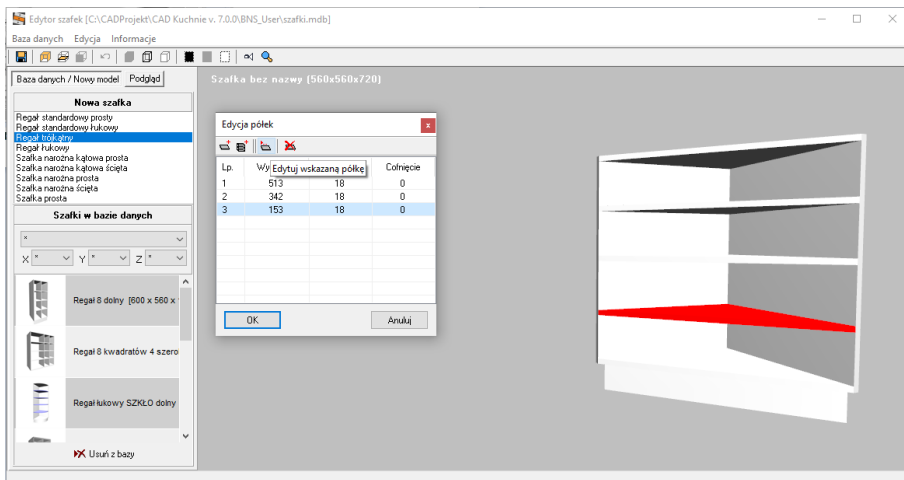 Edytor szafek [C:\CADProjekt\CAD Kuchnie v. 7.0.0\BNS_User\szafki.mdb]
Baza danych Edycja Informacje
Baza danych / Nowy model Podgląd
Szafka bez nazwy (560x560x720)
Nowa szafka
Regał standardowy prosty
Regał standardowy łukowy
Regał trójkątny
Regał łukowy
Szafka narożna kątowa prosta
Szafka narożna kątowa ścięta
Szafka narożna prosta
Szafka narożna ścięta
Szafka prosta
Szafki w bazie danych
*
X * Y * Z *
Regał 8 dolny [600 x 560 x
Regał 8 kwadratów 4 szero
Regał łukowy SZKŁO dolny
Usuń z bazy
Edycja półek
x
Lp. Wy Edytuj wskazaną półkę Cofnięcie
1 513 18 0
2 342 18 0
3 153 18 0
OK Anuluj